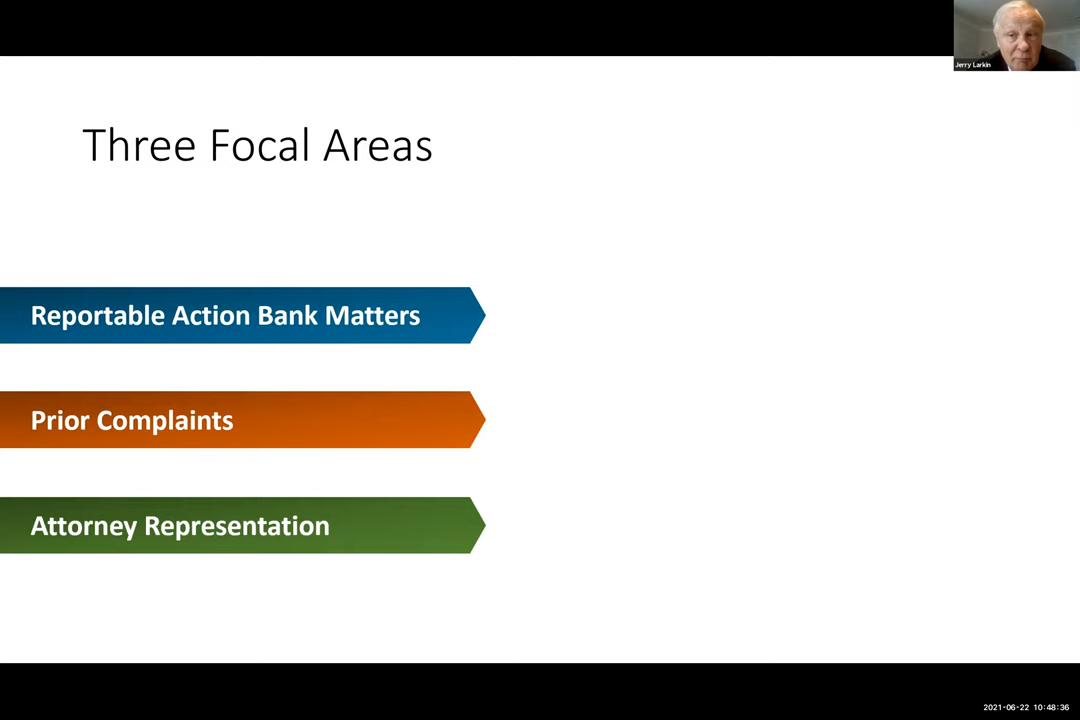 Jerry Larkin
Three Focal Areas
Reportable Action Bank Matters
Prior Complaints
Attorney Representation
2021-06-22 10:48:36